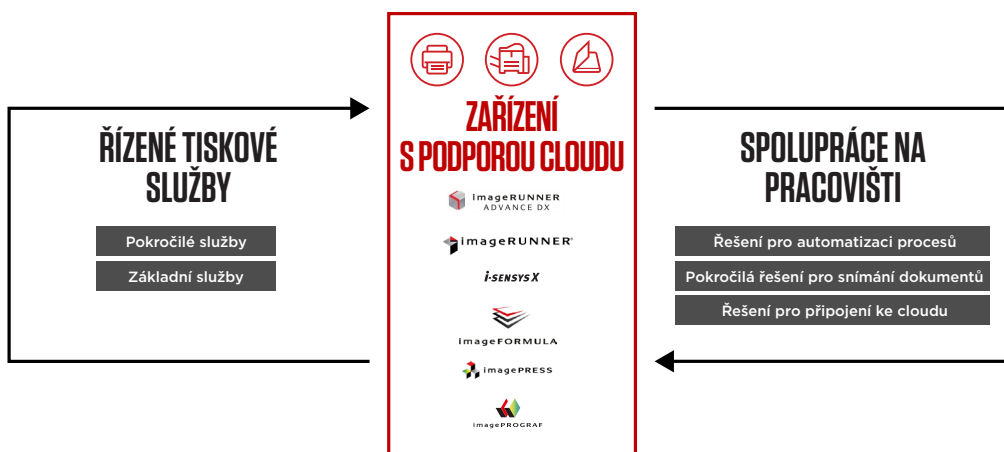 ŘÍZENÉ TISKOVÉ
SLUŽBY
Pokročilé služby
Základní služby
ZAŘÍZENÍ
S PODPOROU CLOUDU
imageRUNNER
ADVANCE DX
imageRUNNER®
i-SENSYS X
imageFORMULA
imagePRESS
imagePROGRAF
SPOLUPRÁCE NA
PRACOVIŠTI
Řešení pro automatizaci procesů
Pokročilá řešení pro snímání dokumentů
Řešení pro připojení ke cloudu